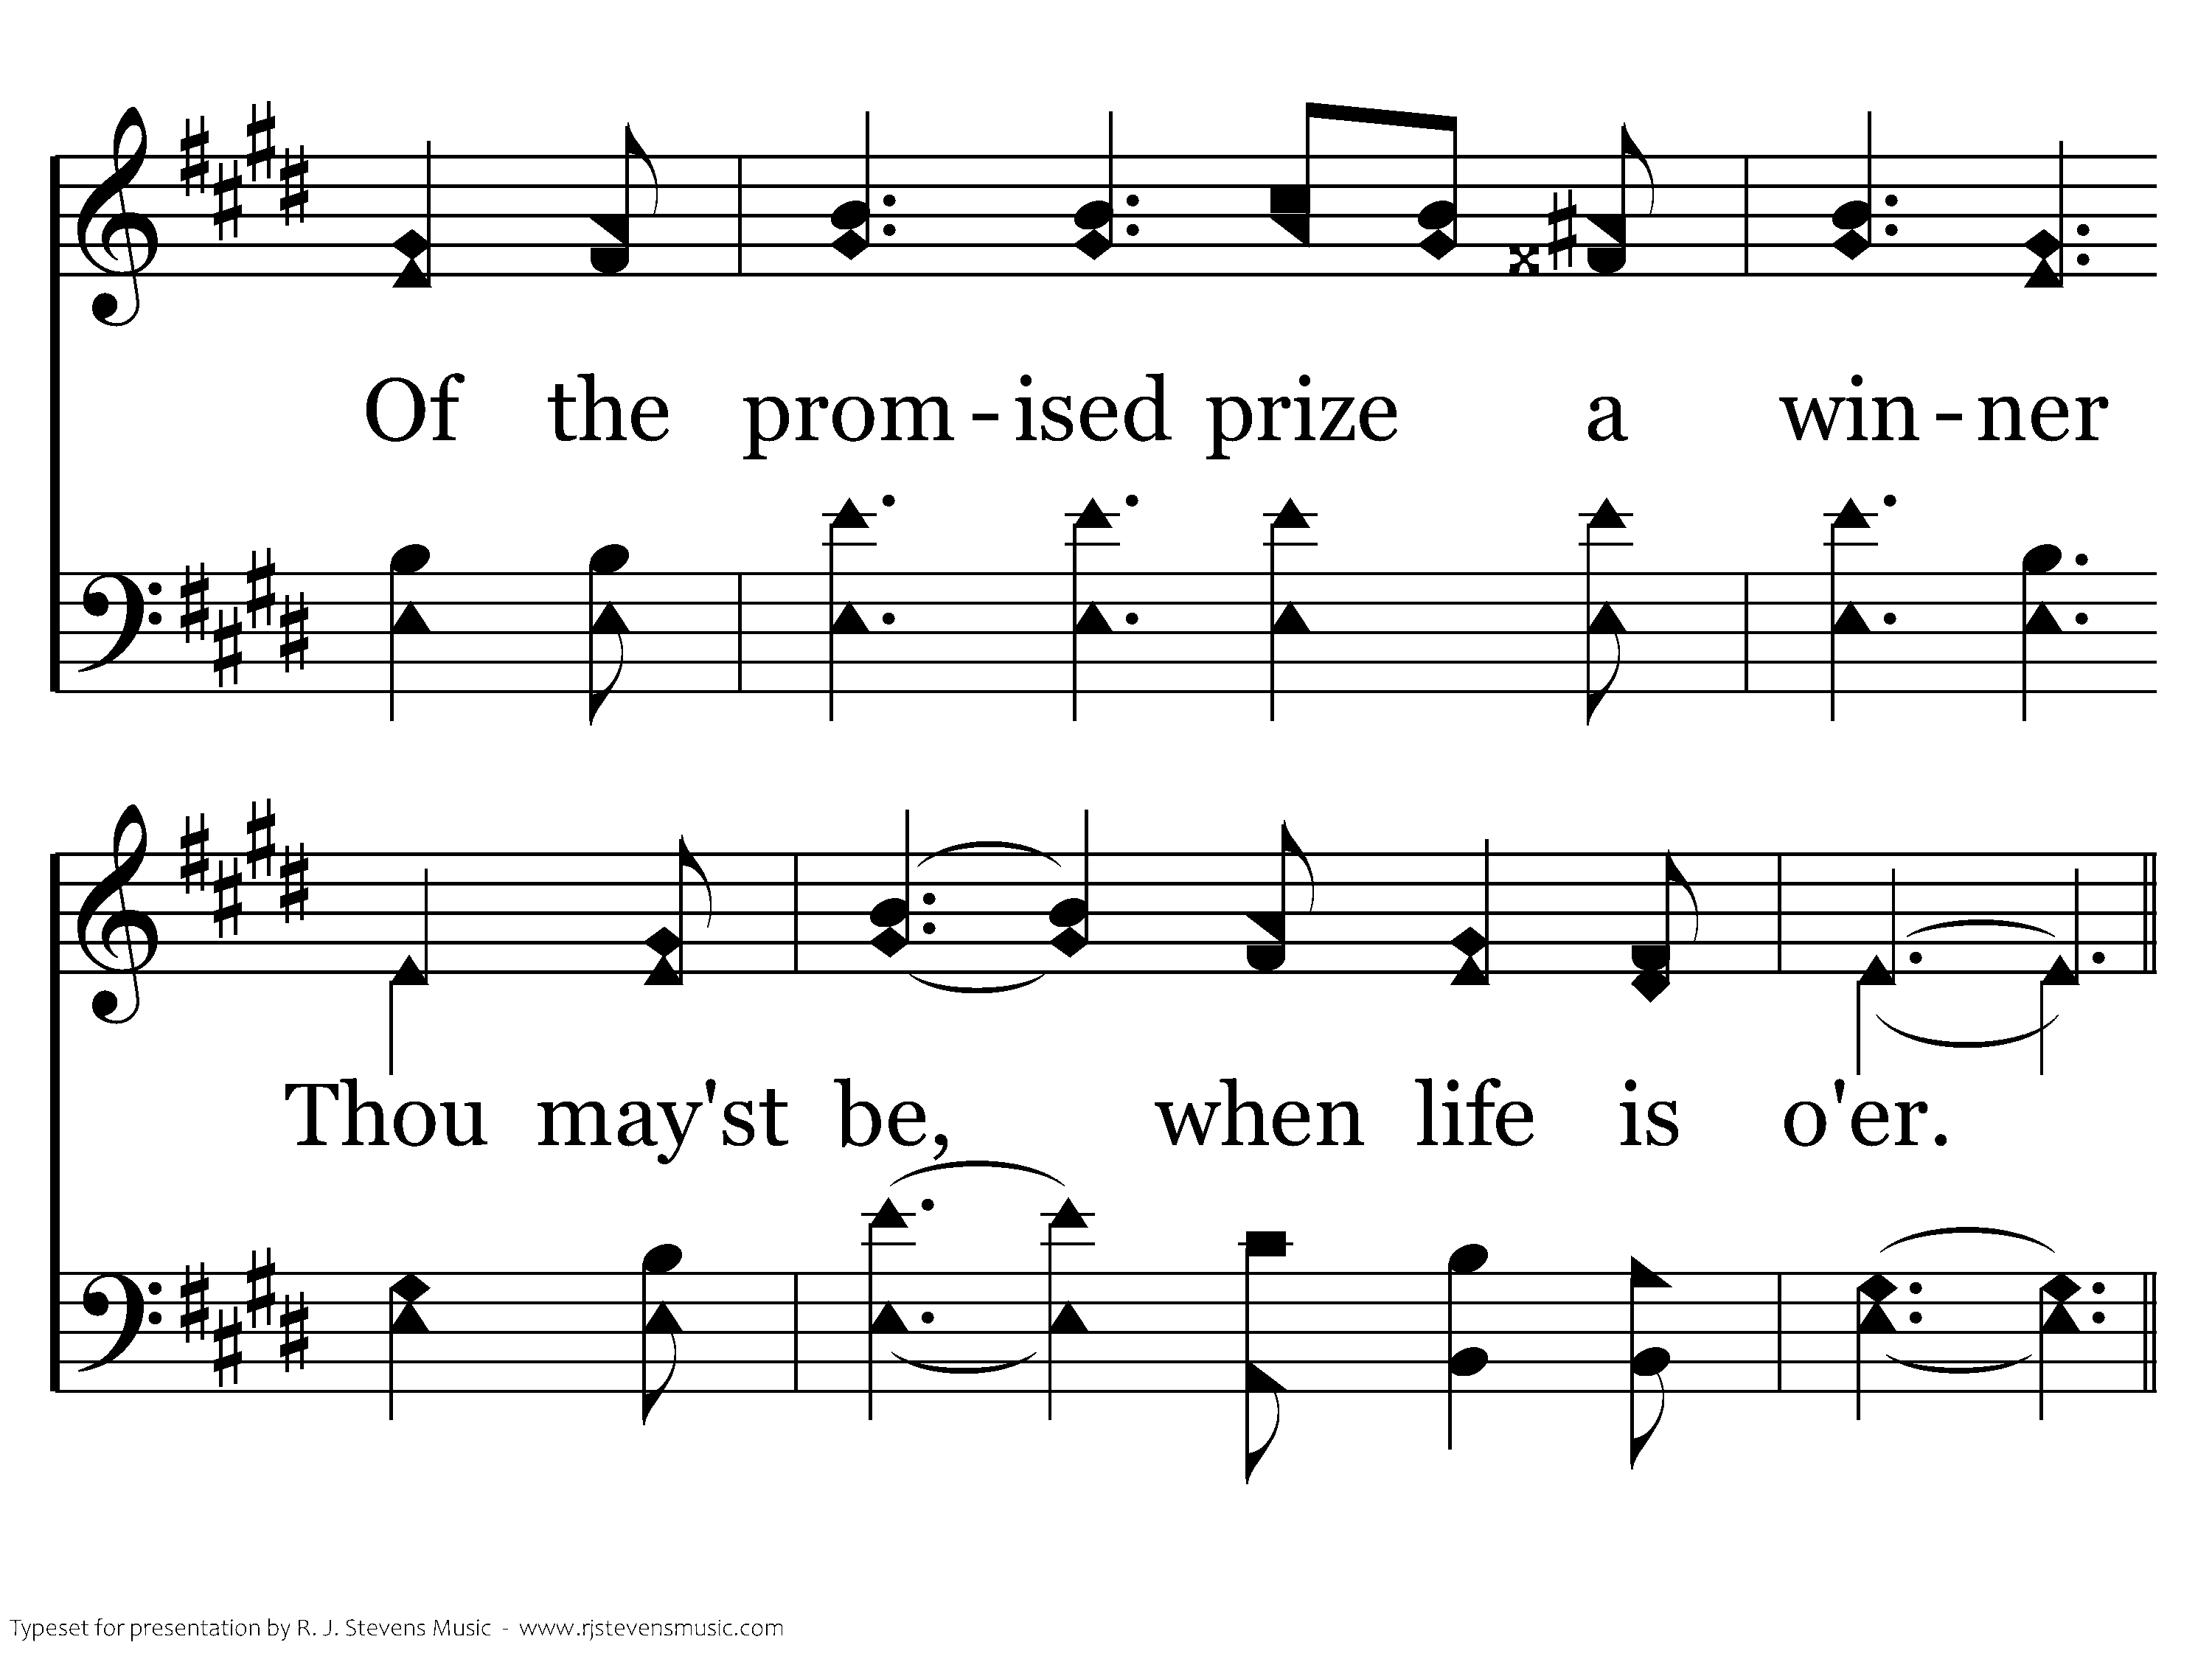 Of the prom - ised prize a win - ner
Thou may'st be, when life is o'er.
Typeset for presentation by R. J. Stevens Music - www.rjstevensmusic.com